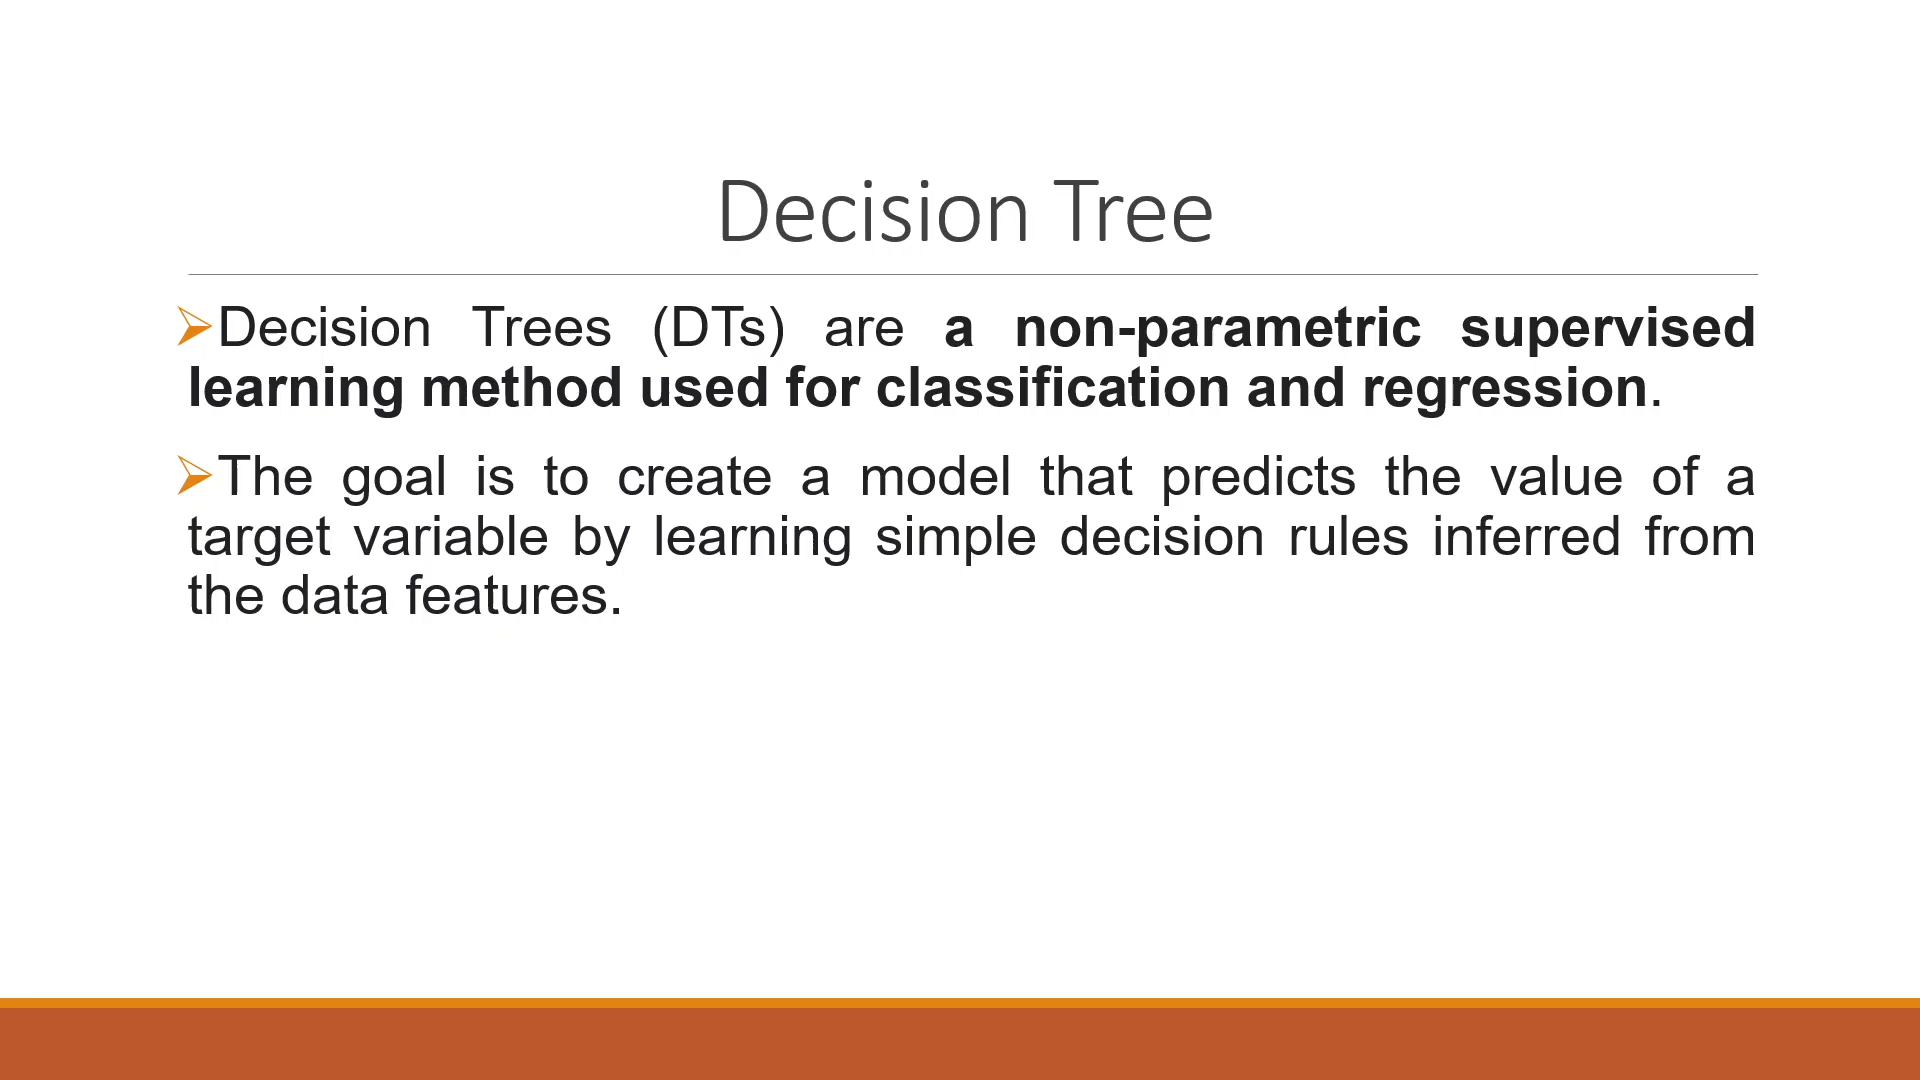 Decision Tree
Decision Trees (DTs) are a non-parametric supervised
learning method used for classification and regression.
The goal is to create a model that predicts the value of a
target variable by learning simple decision rules inferred from
the data features.